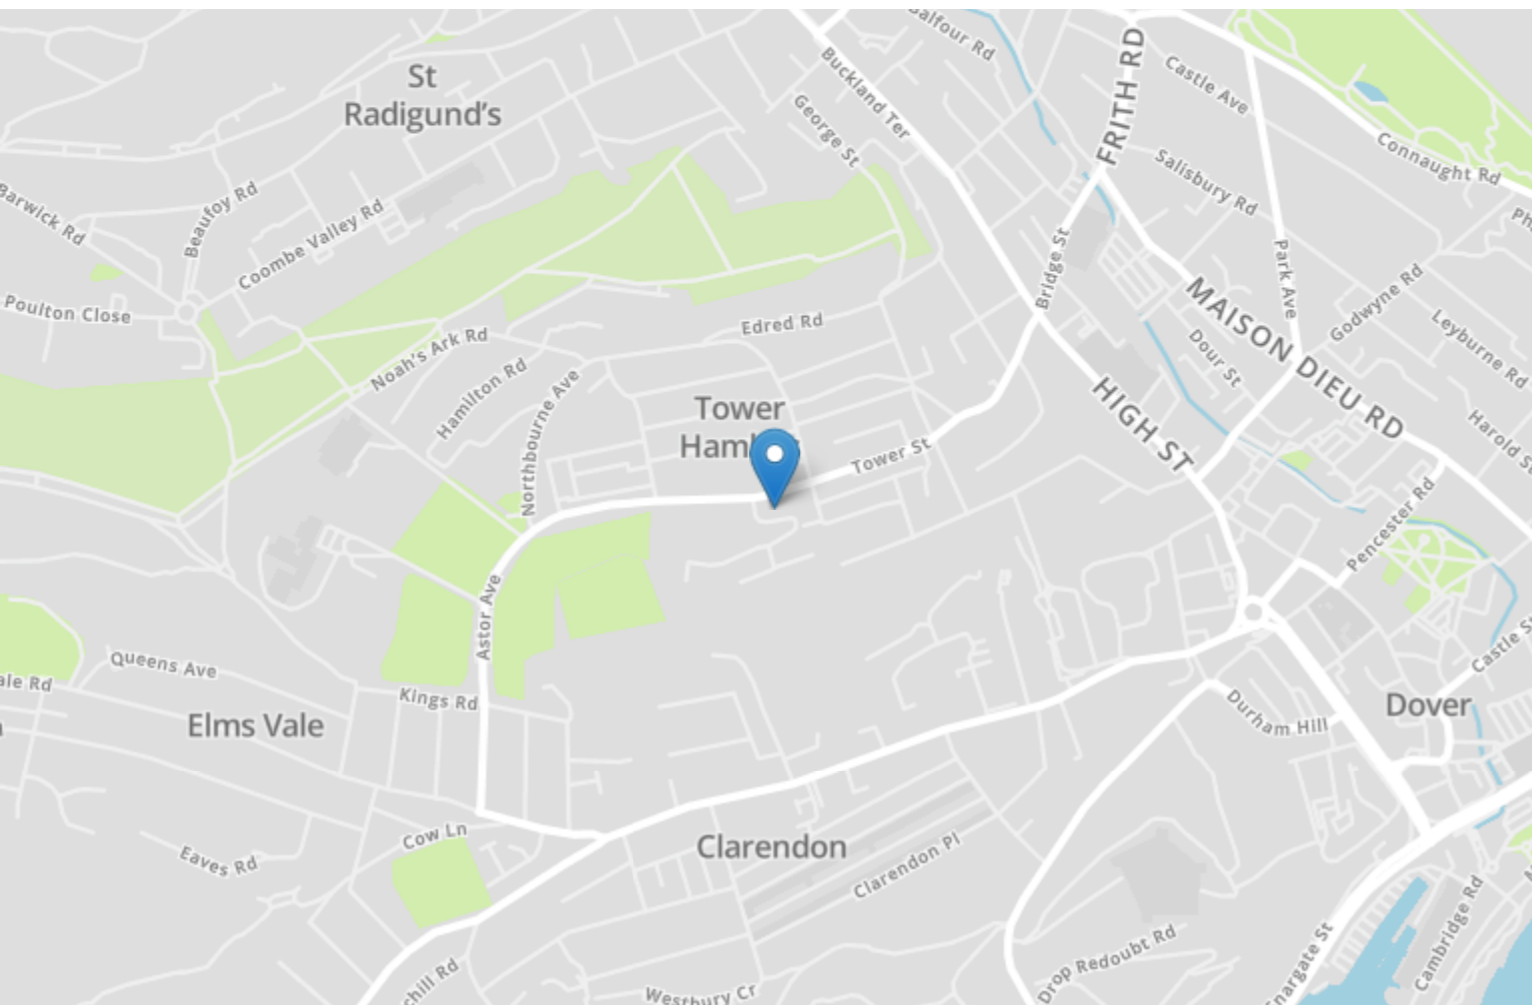 Balfour Rd
Buckland Ter
FRITH RD
Castle Ave
St
Radigund's
George St
Connaught Rd
Salisbury Rd
Barwick Rd
Beaufoy Rd
Coombe Valley Rd
Bridge St
Park Ave
MAISON DIEU RD
Godwyne Rd
Poulton Close
Leyburne Rd
Edred Rd
Noah's Ark Rd
Dour St
Hamilton Rd
Northbourne Ave
Tower
HIGH ST
Harold St
Tower St
Pencester Rd
Astor Ave
Castle St
Queens Ave
Kings Rd
Elms Vale
Durham Hill
Dover
Cow Ln
Eaves Rd
Clarendon
Clarendon Pl
Drop Redoubt Rd
Cambridge Rd
Westbury Cr